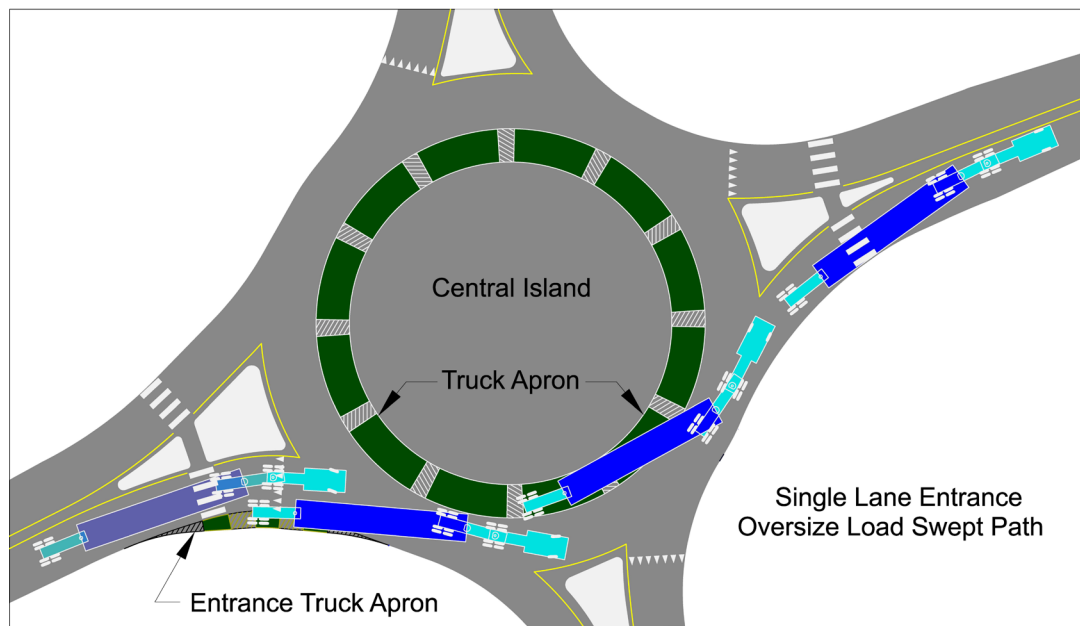 Central Island
Truck Apron
Single Lane Entrance
Oversize Load Swept Path
Entrance Truck Apron